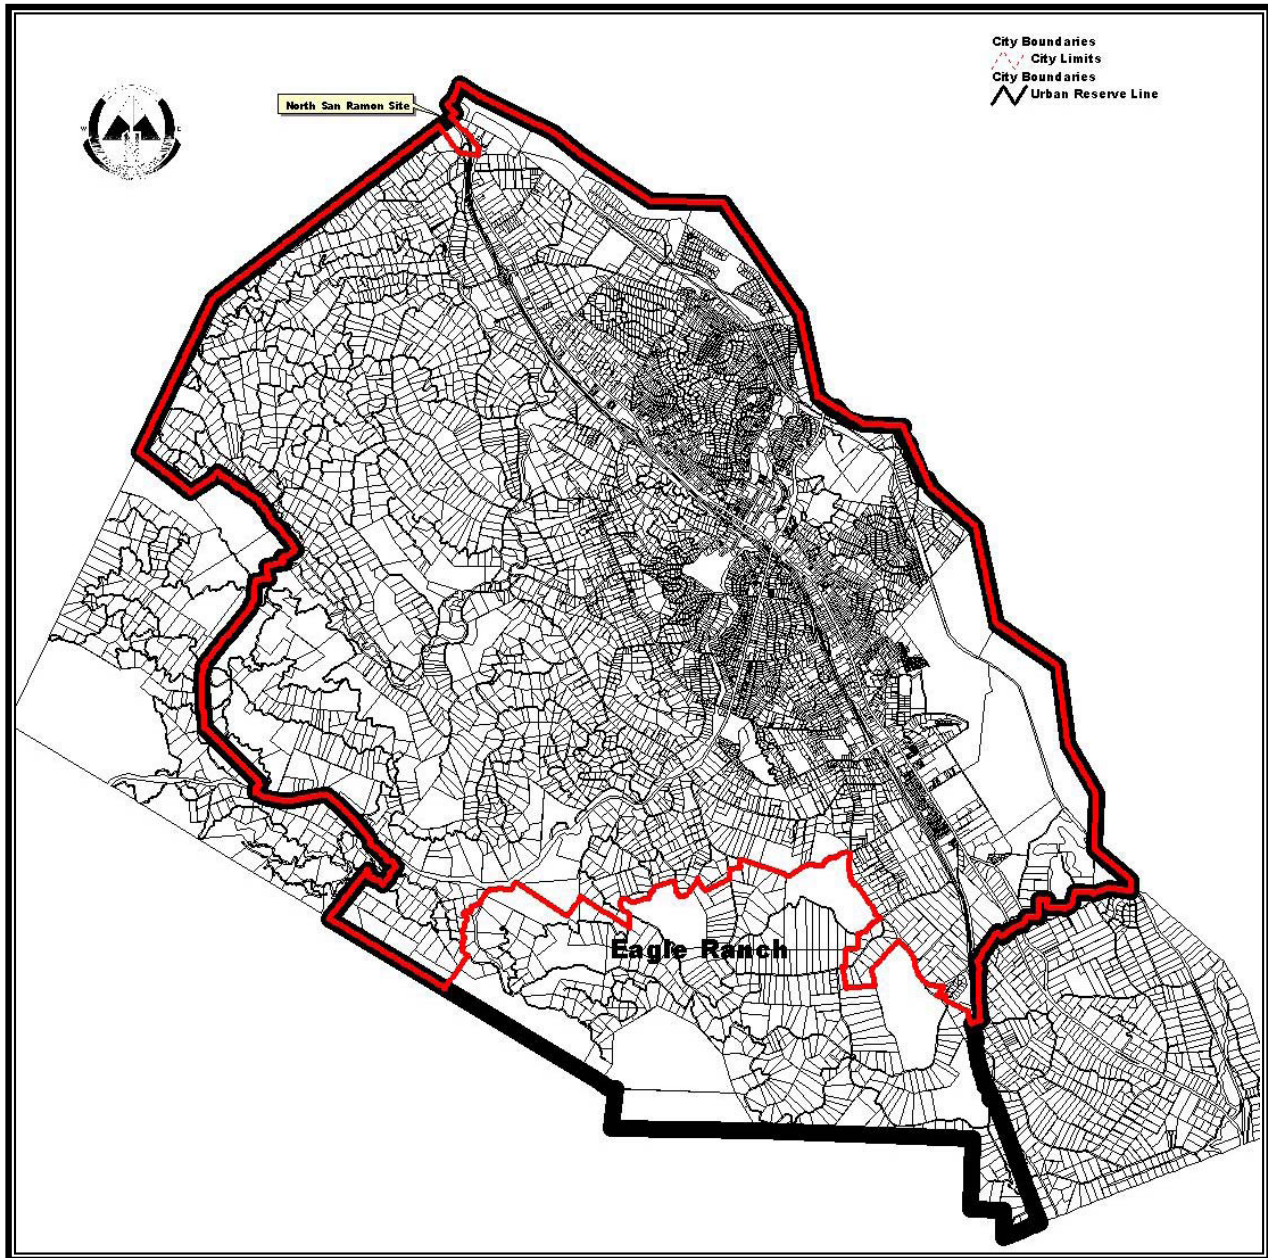 City Boundaries
City Limits
City Boundaries
Urban Reserve Line
North San Ramon Site
W
E
Eagle Ranch